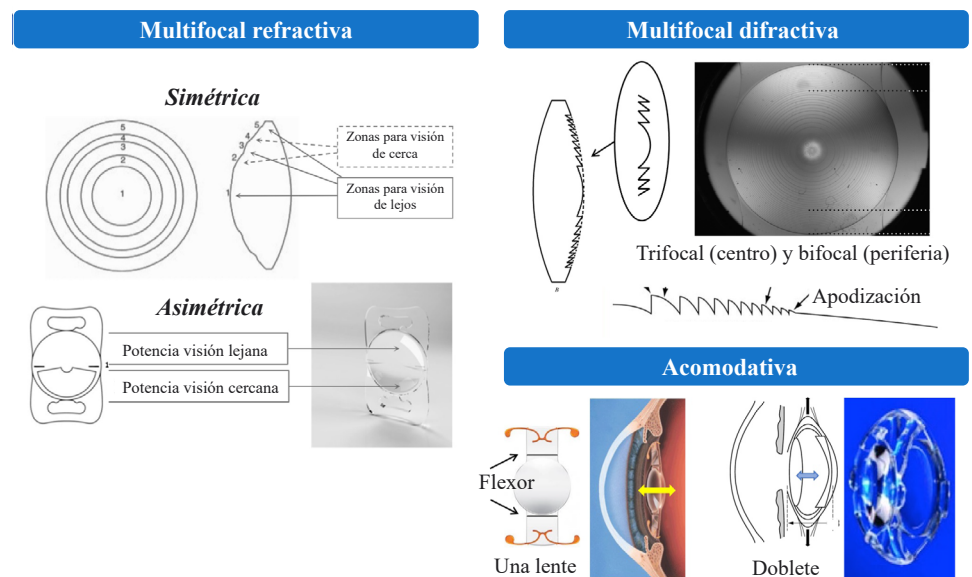 Multifocal refractiva
Simétrica
5
4
3
2
1
5
4
3
2
1
Zonas para visión
de cerca
Zonas para visión
de lejos
Asimétrica
Potencia visión lejana
1
Potencia visión cercana
Multifocal difractiva
Trifocal (centro) y bifocal (periferia)
Apodización
Acomodativa
Flexor
Una lente
Doblete